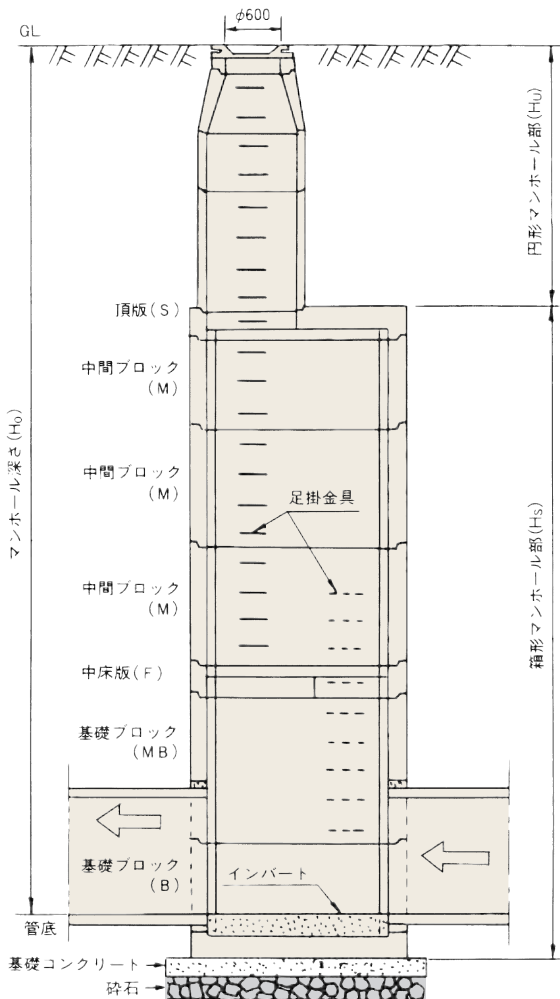 φ600
GL
円形マンホール部(HU)
頂版(S)
中間ブロック
(M)
マンホール深さ(H0)
中間ブロック
(M)
足掛金具
中間ブロック
(M)
箱形マンホール部(HS)
中床版(F)
基礎ブロック
(MB)
基礎ブロック
(B)
インバート
管底
基礎コンクリート
砕石